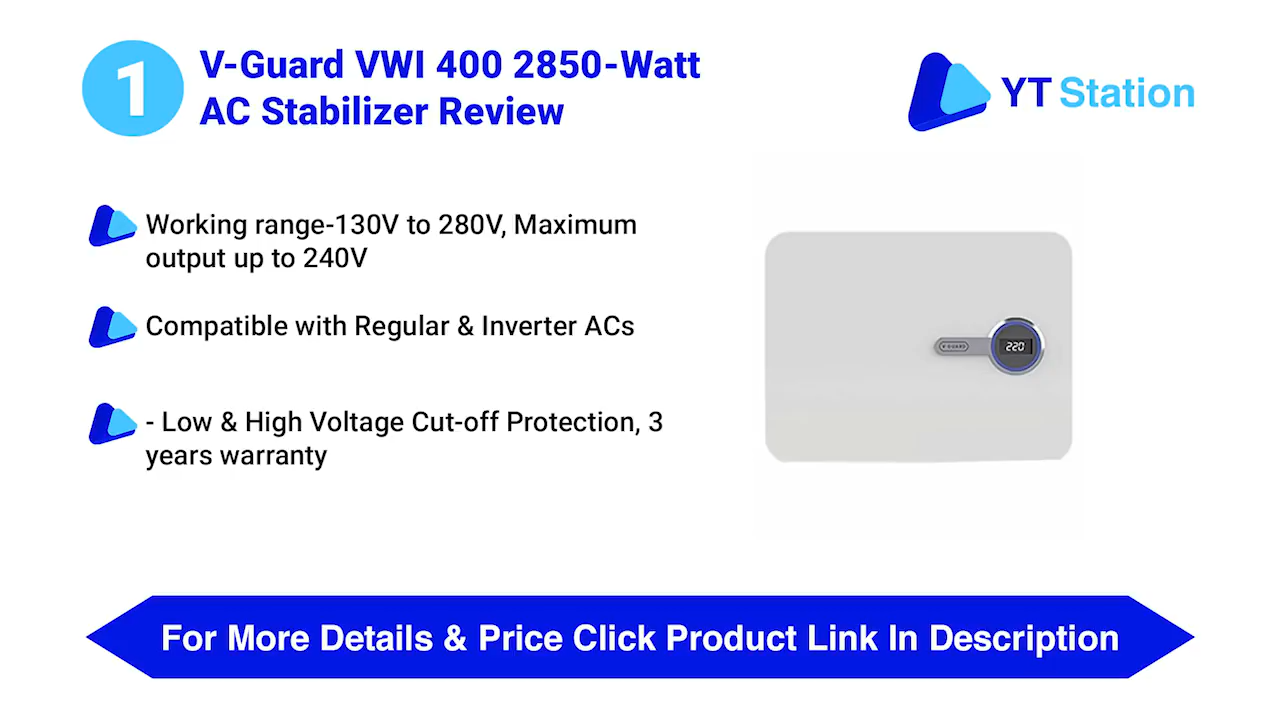 1
V-Guard VWI 400 2850-Watt
AC Stabilizer Review
YT Station
Working range-130V to 280V, Maximum
output up to 240V
Compatible with Regular & Inverter ACs
- Low & High Voltage Cut-off Protection, 3
years warranty
V-GUARD
220
For More Details & Price Click Product Link In Description